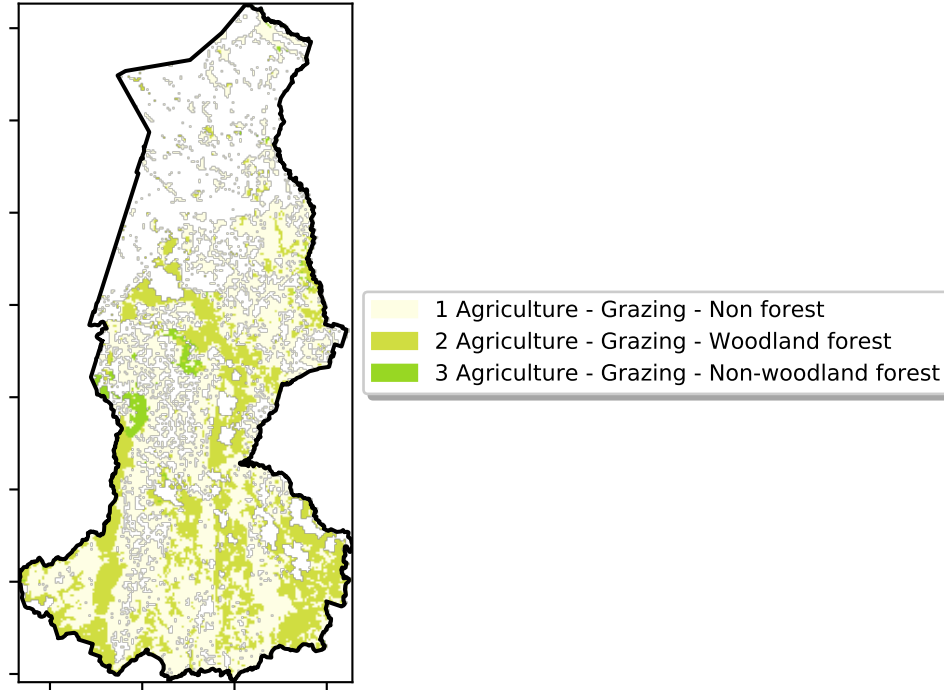 1 Agriculture - Grazing - Non forest
2 Agriculture - Grazing - Woodland forest
3 Agriculture - Grazing - Non-woodland forest